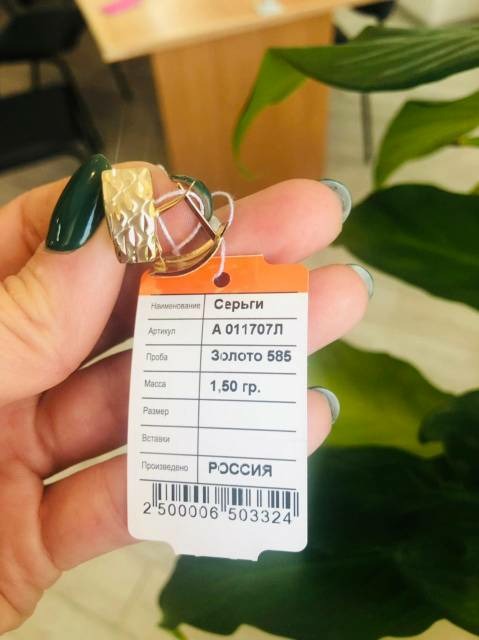 Наименование Серьги
Артикул А 011707Л
Проба Золото 585
Масса 1,50 гр.
Размер
Вставки
Произведено РОССИЯ
2 500006 503324